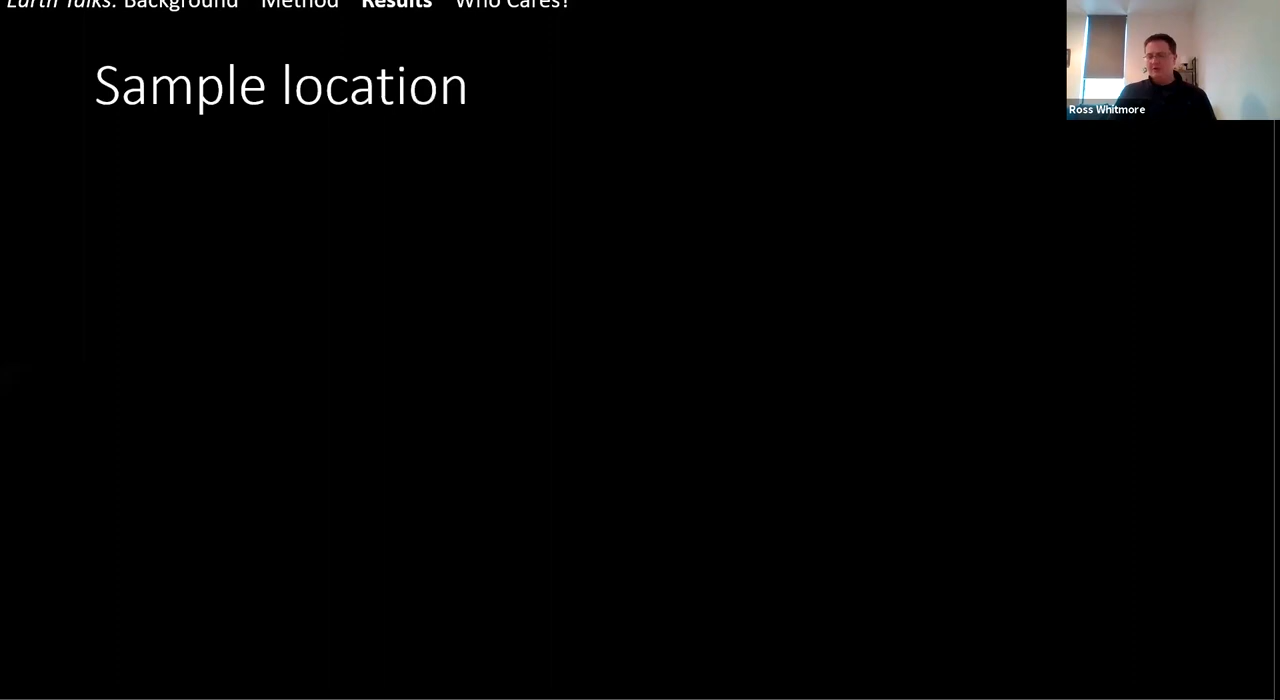 Earth Talks: Background Method Results Who Cares?
Sample location
Ross Whitmore